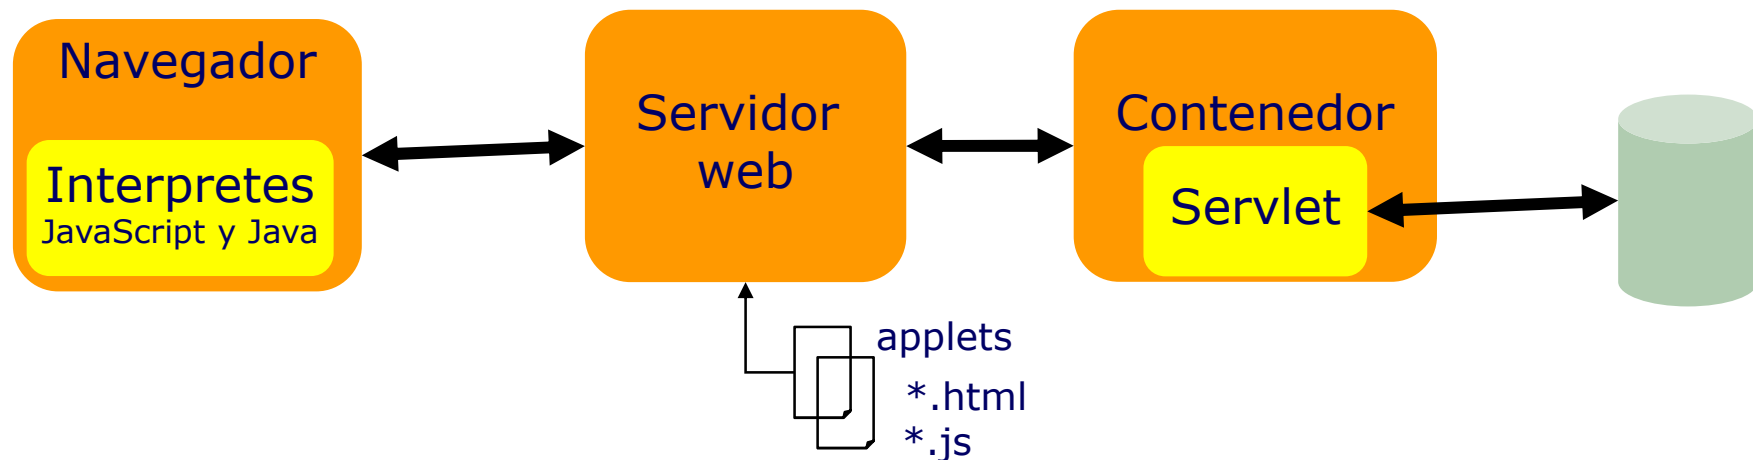 Navegador
Interpretes
JavaScript y Java
Servidor
web
Contenedor
Servlet
applets
*.html
*.js